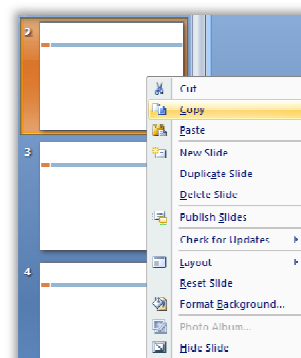 2
3
4
Cut
Copy
Paste
New Slide
Duplicate Slide
Delete Slide
Publish Slides
Check for Updates
Layout
Reset Slide
Format Background...
Photo Album...
Hide Slide